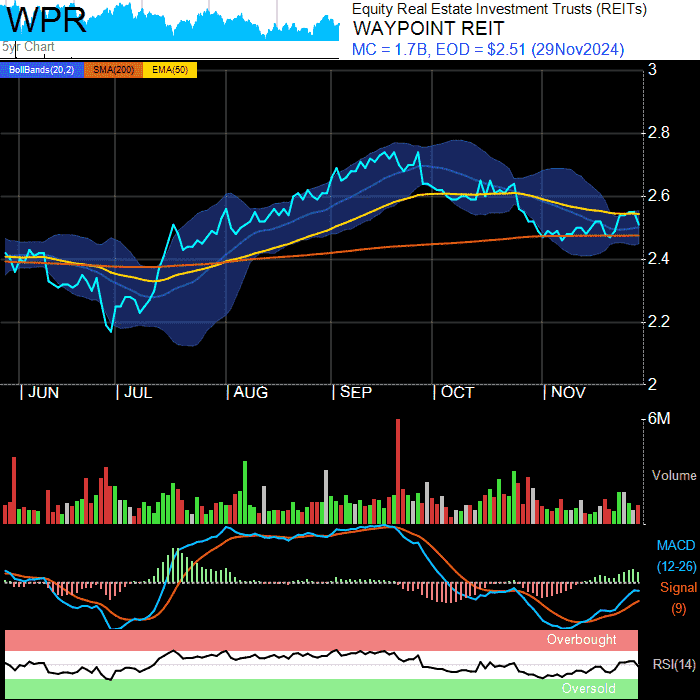 WPR
5yr Chart
Equity Real Estate Investment Trusts (REITs)
WAYPOINT REIT
MC = 1.7B, EOD = $2.51 (29Nov2024)
BollBands(20,2) SMA(200) EMA(50)
3
2.8
2.6
2.4
2.2
2
JUN JUL AUG SEP OCT NOV
6M
Volume
MACD
(12-26)
Signal
(9)
Overbought
RSI(14)
Oversold